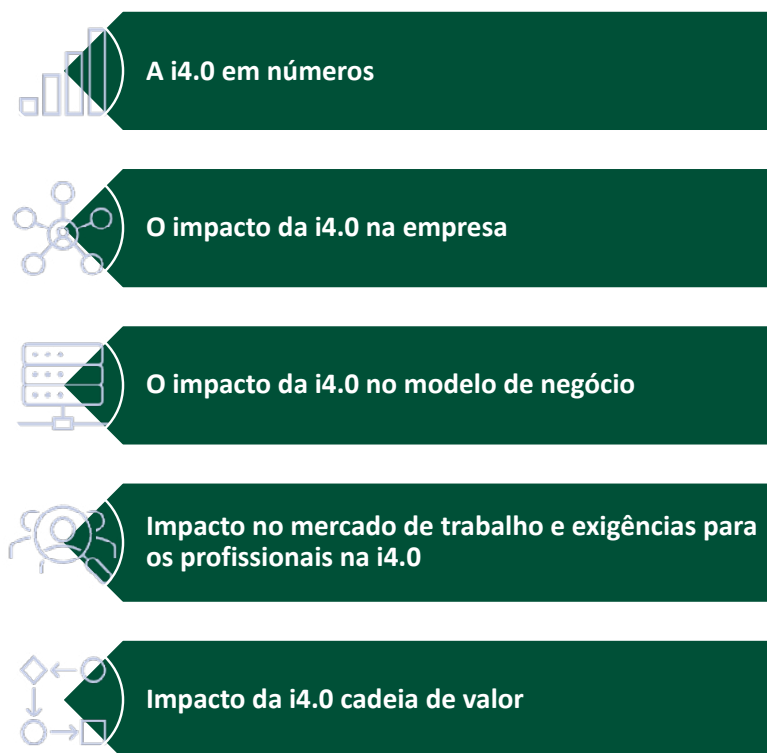 A i4.0 em números
O impacto da i4.0 na empresa
O impacto da i4.0 no modelo de negócio
Impacto no mercado de trabalho e exigências para
os profissionais na i4.0
Impacto da i4.0 cadeia de valor